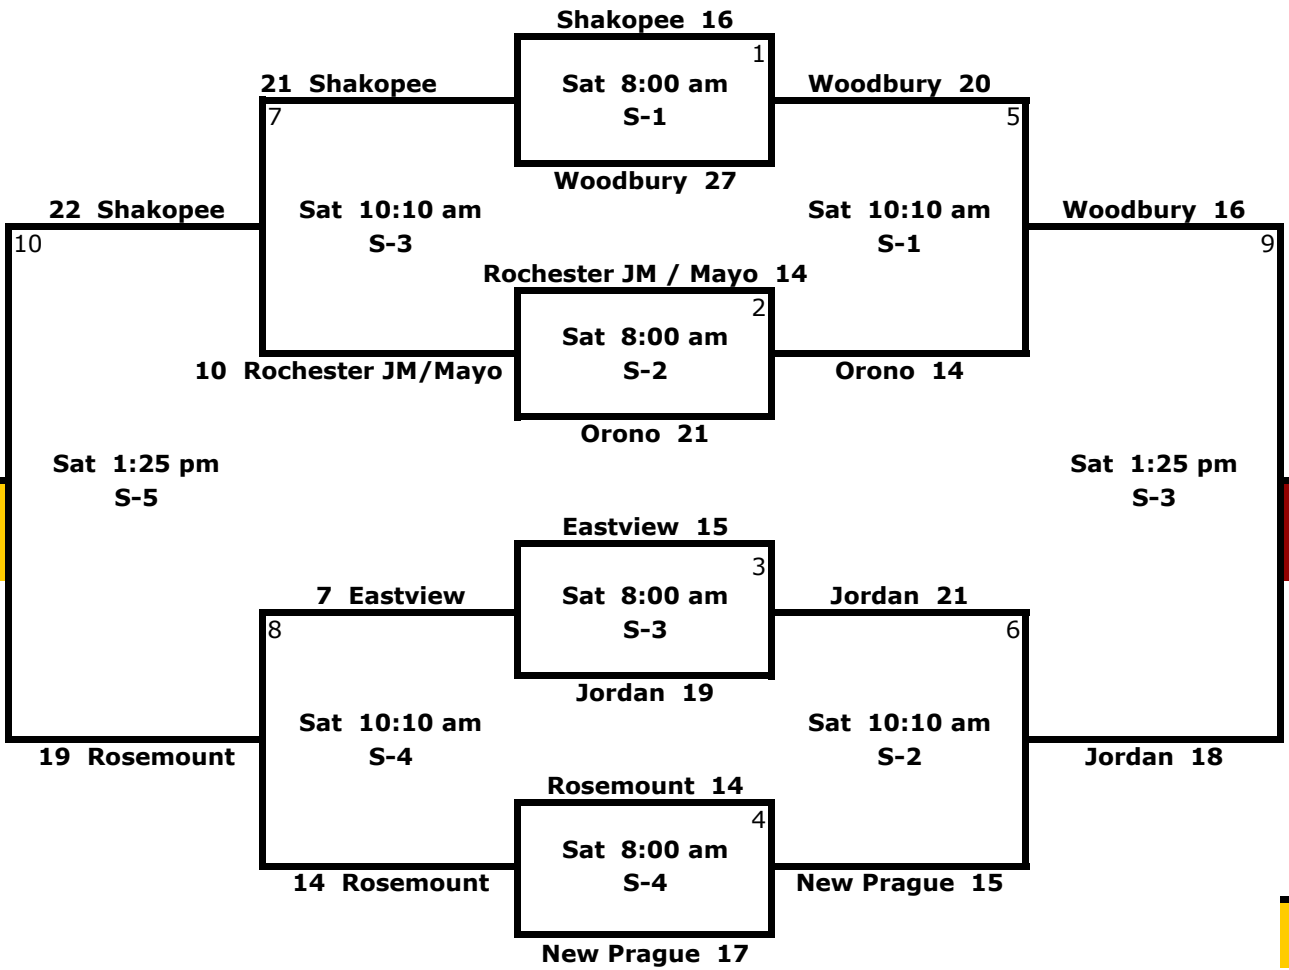 Shakopee 16
1
21 Shakopee
Sat 8:00 am
Woodbury 20
7
S-1
5
Woodbury 27
22 Shakopee
Sat 10:10 am
Sat 10:10 am
Woodbury 16
10
S-3
S-1
9
Rochester JM / Mayo 14
2
Sat 8:00 am
10 Rochester JM/Mayo
S-2
Orono 14
Orono 21
Sat 1:25 pm
Sat 1:25 pm
S-5
S-3
Eastview 15
3
7 Eastview
Sat 8:00 am
Jordan 21
8
S-3
6
Jordan 19
Sat 10:10 am
Sat 10:10 am
19 Rosemount
S-4
S-2
Jordan 18
Rosemount 14
4
Sat 8:00 am
14 Rosemount
S-4
New Prague 15
New Prague 17